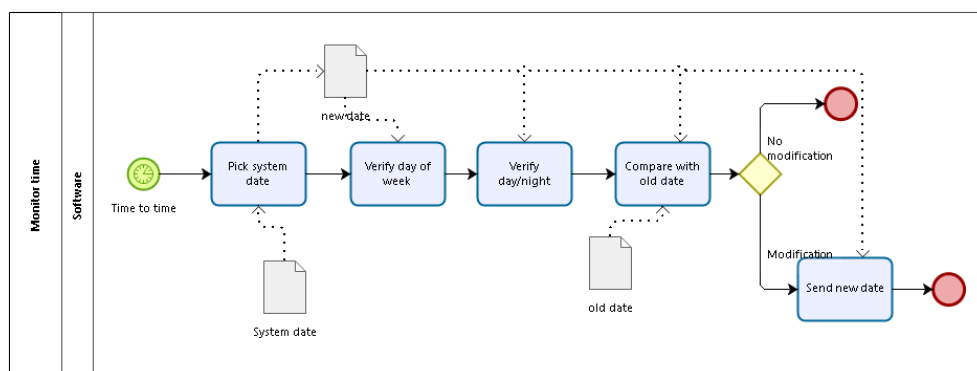 Monitor time
Software
Time to time
Pick system
date
System date
new date
Verify day of
week
Verify
day/night
Compare with
old date
old date
No
modification
Modification
Send new date